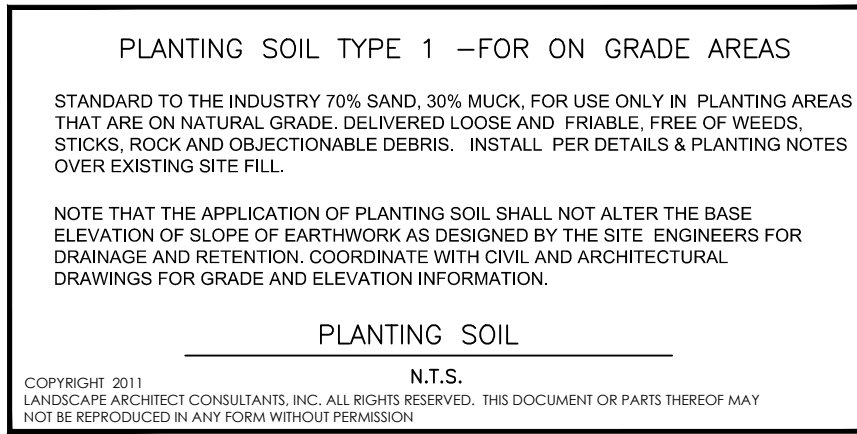 PLANTING SOIL TYPE 1 –FOR ON GRADE AREAS
STANDARD TO THE INDUSTRY 70% SAND, 30% MUCK, FOR USE ONLY IN PLANTING AREAS
THAT ARE ON NATURAL GRADE. DELIVERED LOOSE AND FRIABLE, FREE OF WEEDS,
STICKS, ROCK AND OBJECTIONABLE DEBRIS. INSTALL PER DETAILS & PLANTING NOTES
OVER EXISTING SITE FILL.
NOTE THAT THE APPLICATION OF PLANTING SOIL SHALL NOT ALTER THE BASE
ELEVATION OF SLOPE OF EARTHWORK AS DESIGNED BY THE SITE ENGINEERS FOR
DRAINAGE AND RETENTION. COORDINATE WITH CIVIL AND ARCHITECTURAL
DRAWINGS FOR GRADE AND ELEVATION INFORMATION.
PLANTING SOIL
N.T.S.
COPYRIGHT 2011
LANDSCAPE ARCHITECT CONSULTANTS, INC. ALL RIGHTS RESERVED. THIS DOCUMENT OR PARTS THEREOF MAY
NOT BE REPRODUCED IN ANY FORM WITHOUT PERMISSION